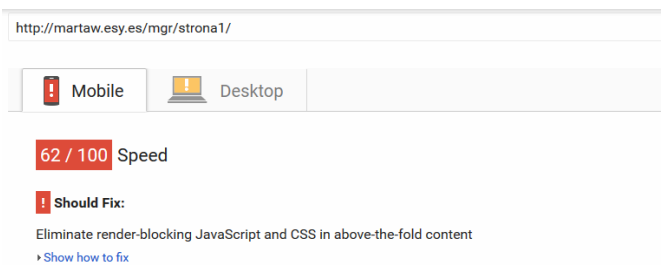 http://martaw.esy.es/mgr/strona1/
! Mobile
! Desktop
62 / 100 Speed
! Should Fix:
Eliminate render-blocking JavaScript and CSS in above-the-fold content
Show how to fix